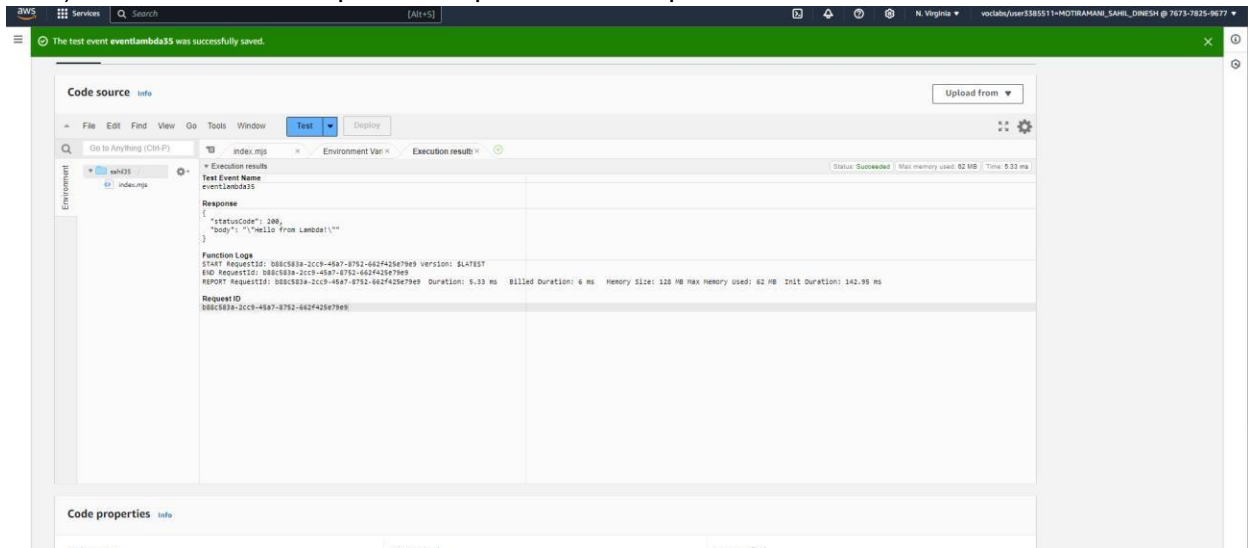 aws Services Search [Alt+S] N. Virginia voclabs/user3385511=MOTIRAMANI_SAHIL_DINESH @ 7673-7825-9677
The test event eventlambda35 was successfully saved.
Code source Info
Upload from
File Edit Find View Go Tools Window Test Deploy
Go to Anything (Ctrl-P) index.mjs Environment Var Execution results
Environment
Execution results Status: Succeeded Max memory used: 62 MB Time: 5.33 ms
index.mjs
Test Event Name
eventlambda35
Response
{
"statusCode": 200,
"body": "\"Hello from Lambda!\""
}
Function Logs
START RequestId: b88c583a-2cc9-45a7-8752-662f425e79e9 Version: $LATEST
END RequestId: b88c583a-2cc9-45a7-8752-662f425e79e9
REPORT RequestId: b88c583a-2cc9-45a7-8752-662f425e79e9 Duration: 5.33 ms Billed Duration: 6 ms Memory Size: 128 MB Max Memory Used: 62 MB Init Duration: 142.95 ms
Request ID
b88c583a-2cc9-45a7-8752-662f425e79e9
Code properties Info